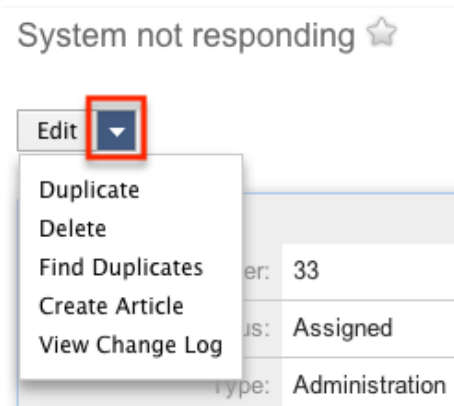 System not responding
Edit
Duplicate
Delete
Find Duplicates
er: 33
Create Article
us: Assigned
View Change Log
Type: Administration